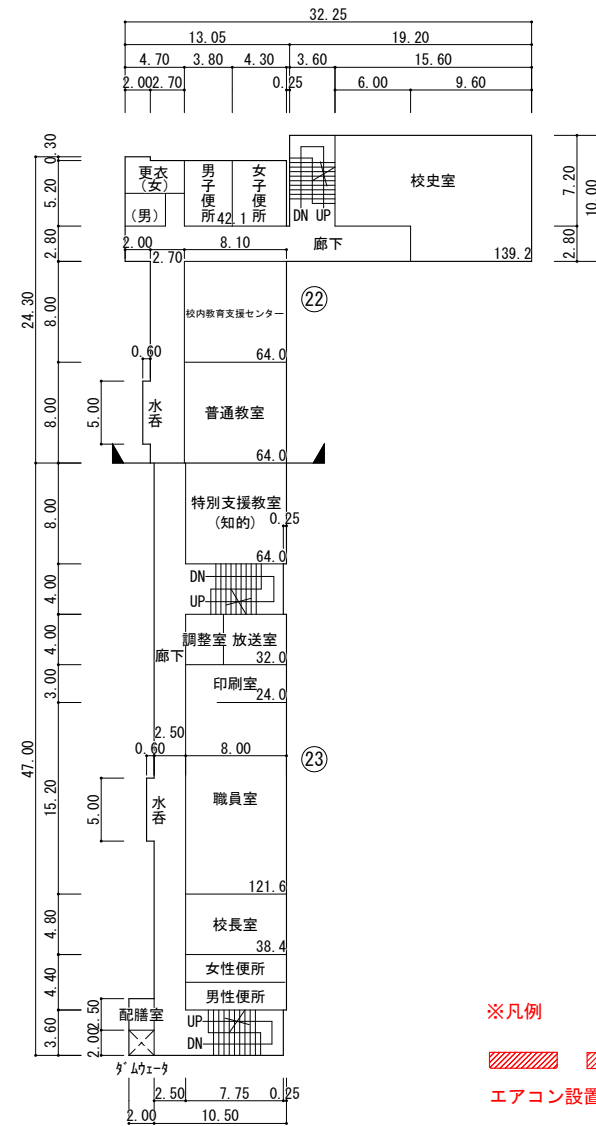 32.25
13.05 19.20
4.70 3.80 4.30 3.60 15.60
2.00 2.70 0.25 6.00 9.60
0.30
5.20
2.80
24.30
8.00
8.00
7.20
10.00
2.80
更衣
(女)
(男)
男子便所
女子便所
42.1
DN UP
校史室
139.2
廊下
2.00 8.10
2.70
校内教育支援センター
64.0
㉒
0.60
5.00
水呑
普通教室
64.0
特別支援教室
(知的)
0.25
64.0
8.00
DN
UP
4.00
調整室 放送室
32.0
4.00
廊下
印刷室
24.0
3.00
2.50
0.60 8.00
㉓
47.00
15.20
5.00
水呑
職員室
121.6
4.80
校長室
38.4
4.40
女性便所
男性便所
2.50
配膳室
3.60
2.00
UP
DN
ダムウェータ
2.50 7.75 0.25
2.00 10.50
※凡例
エアコン設置